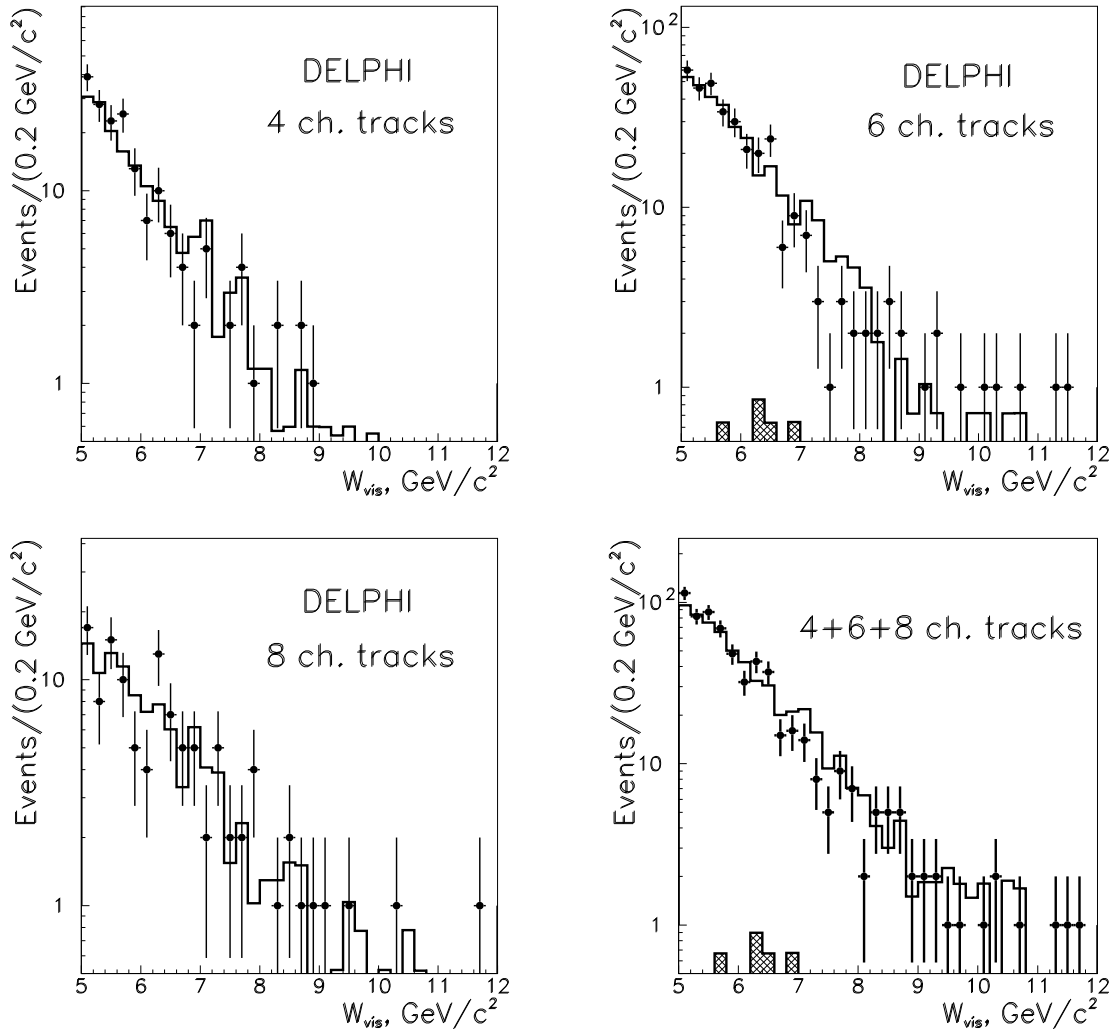 Events/(0.2 GeV/c²)
DELPHI
4 ch. tracks
10
1
5 6 7 8 9 10 11 12
W_vis, GeV/c²
Events/(0.2 GeV/c²)
DELPHI
6 ch. tracks
10²
10
1
5 6 7 8 9 10 11 12
W_vis, GeV/c²
Events/(0.2 GeV/c²)
DELPHI
8 ch. tracks
10
1
5 6 7 8 9 10 11 12
W_vis, GeV/c²
Events/(0.2 GeV/c²)
4+6+8 ch. tracks
10²
10
1
5 6 7 8 9 10 11 12
W_vis, GeV/c²